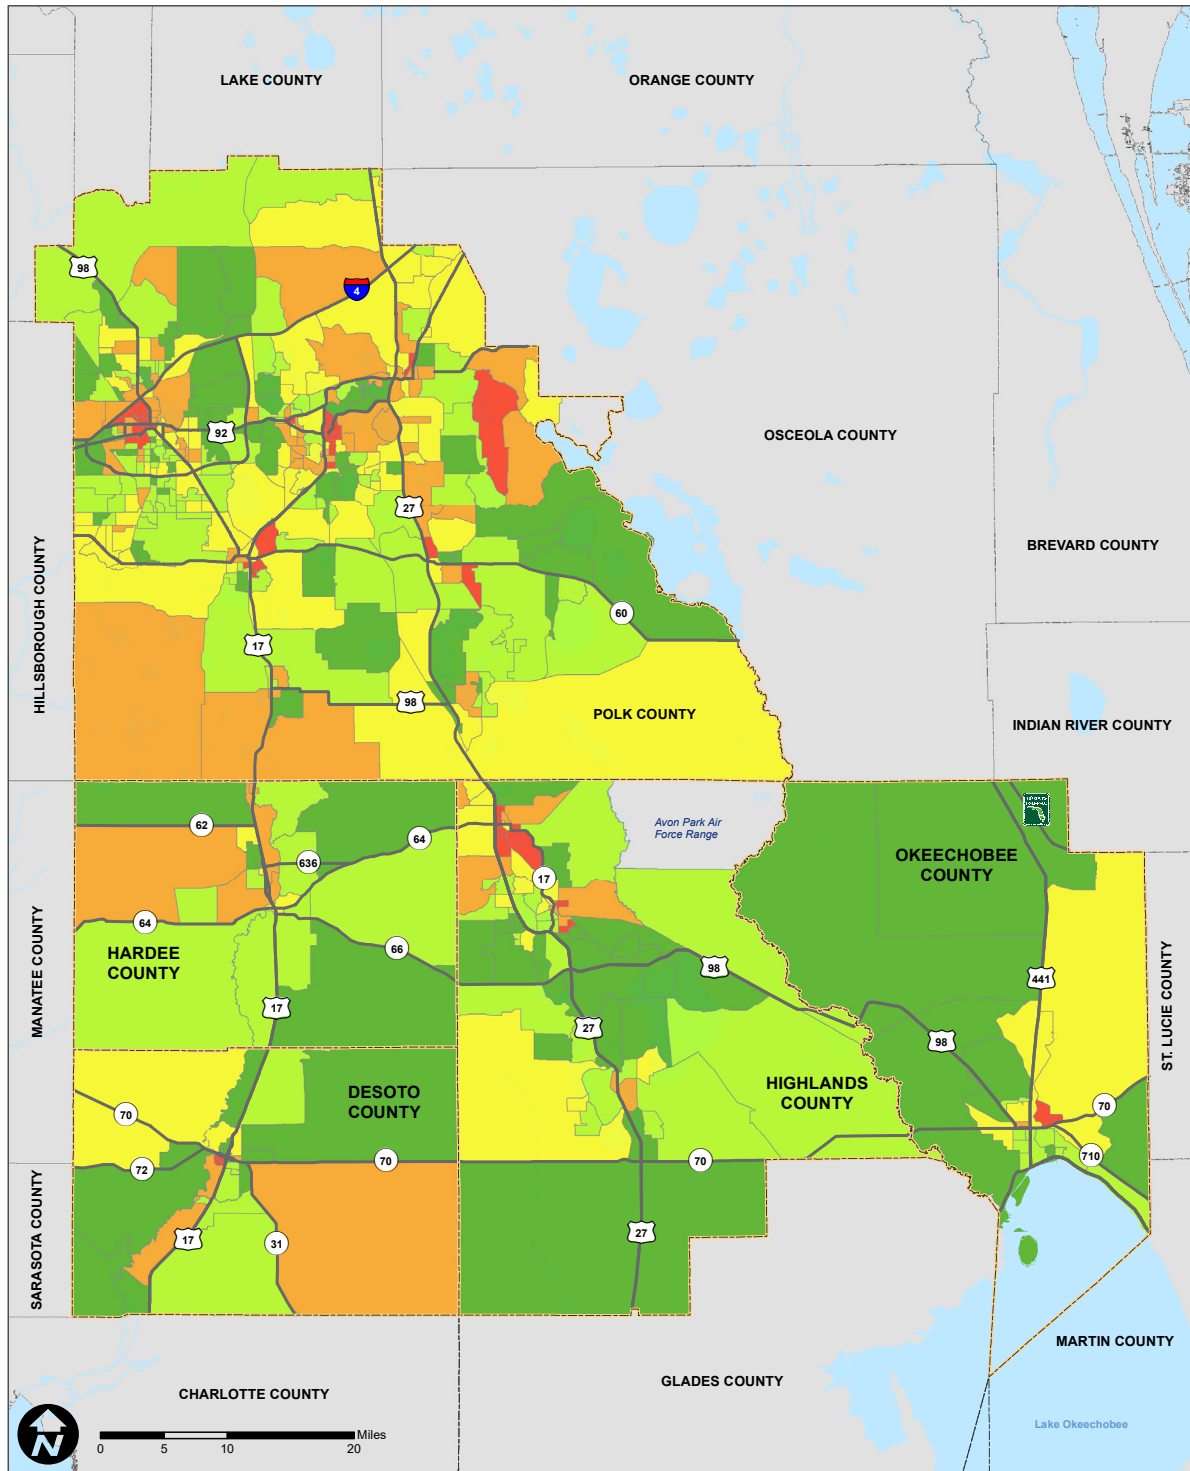 LAKE COUNTY
ORANGE COUNTY
98
4
92
OSCEOLA COUNTY
27
BREVARD COUNTY
60
HILLSBOROUGH COUNTY
17
98
POLK COUNTY
INDIAN RIVER COUNTY
62
64
636
Avon Park Air
Force Range
OKEECHOBEE
COUNTY
17
64
HARDEE
COUNTY
66
98
441
MANATEE COUNTY
17
27
98
ST. LUCIE COUNTY
DESOTO
COUNTY
HIGHLANDS
COUNTY
70
70
72
70
70
710
SARASOTA COUNTY
17
31
27
MARTIN COUNTY
GLADES COUNTY
CHARLOTTE COUNTY
Lake Okeechobee
N
Miles
0 5 10 20